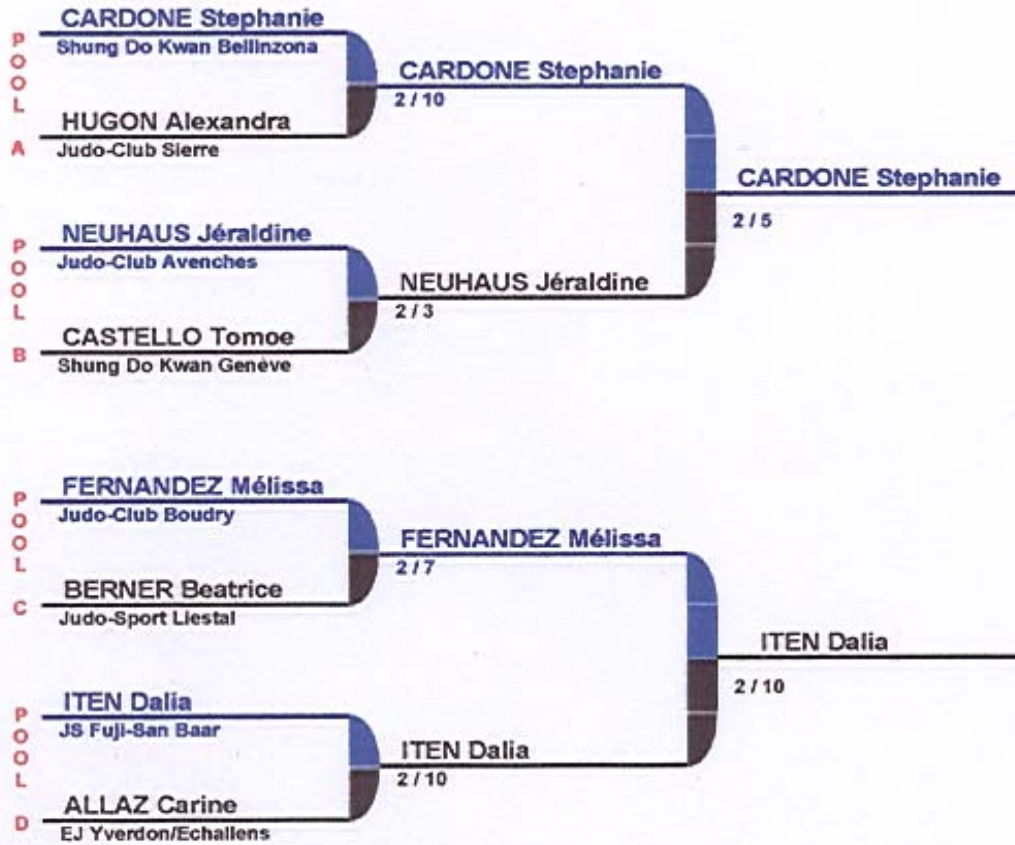 POOL A
CARDONE Stephanie
Shung Do Kwan Bellinzona
HUGON Alexandra
Judo-Club Sierre
CARDONE Stephanie
2 / 10
POOL B
NEUHAUS Jéraldine
Judo-Club Avenches
CASTELLO Tomoe
Shung Do Kwan Genève
NEUHAUS Jéraldine
2 / 3
CARDONE Stephanie
2 / 5
POOL C
FERNANDEZ Mélissa
Judo-Club Boudry
BERNER Beatrice
Judo-Sport Liestal
FERNANDEZ Mélissa
2 / 7
POOL D
ITEN Dalia
JS Fuji-San Baar
ALLAZ Carine
EJ Yverdon/Echallens
ITEN Dalia
2 / 10
ITEN Dalia
2 / 10